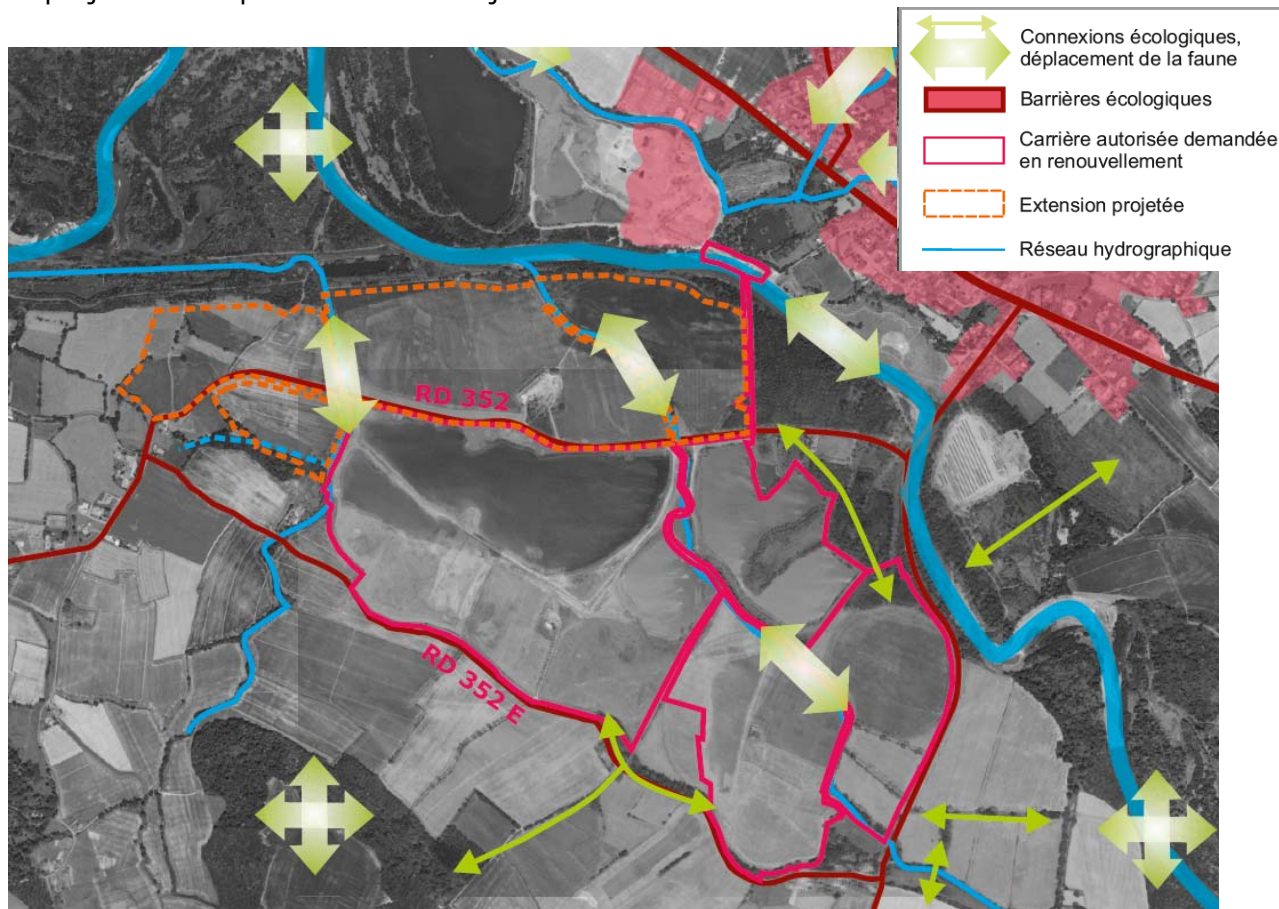 Connexions écologiques,
déplacement de la faune
Barrières écologiques
Carrière autorisée demandée
en renouvellement
Extension projetée
Réseau hydrographique
RD 352
RD 352 E